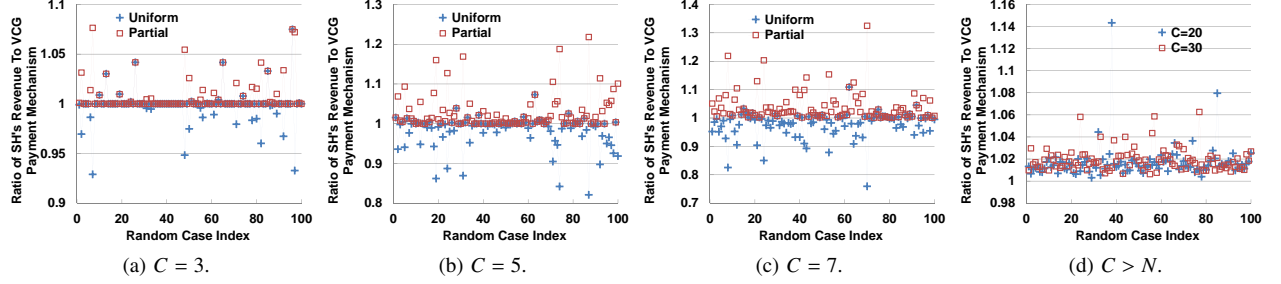 Ratio of SH's Revenue To VCG
Payment Mechanism
1.1
1.05
1
0.95
0.9
Uniform
Partial
0 20 40 60 80 100
Random Case Index
(a) C = 3.
Ratio of SH's Revenue To VCG
Payment Mechanism
1.3
1.2
1.1
1
0.9
0.8
Uniform
Partial
0 20 40 60 80 100
Random Case Index
(b) C = 5.
Ratio of SH's Revenue To VCG
Payment Mechanism
1.4
1.3
1.2
1.1
1
0.9
0.8
0.7
Uniform
Partial
0 20 40 60 80 100
Random Case Index
(c) C = 7.
Ratio of SH's Revenue To VCG
Payment Mechanism
1.16
1.14
1.12
1.1
1.08
1.06
1.04
1.02
1
0.98
C=20
C=30
0 20 40 60 80 100
Random Case Index
(d) C > N.